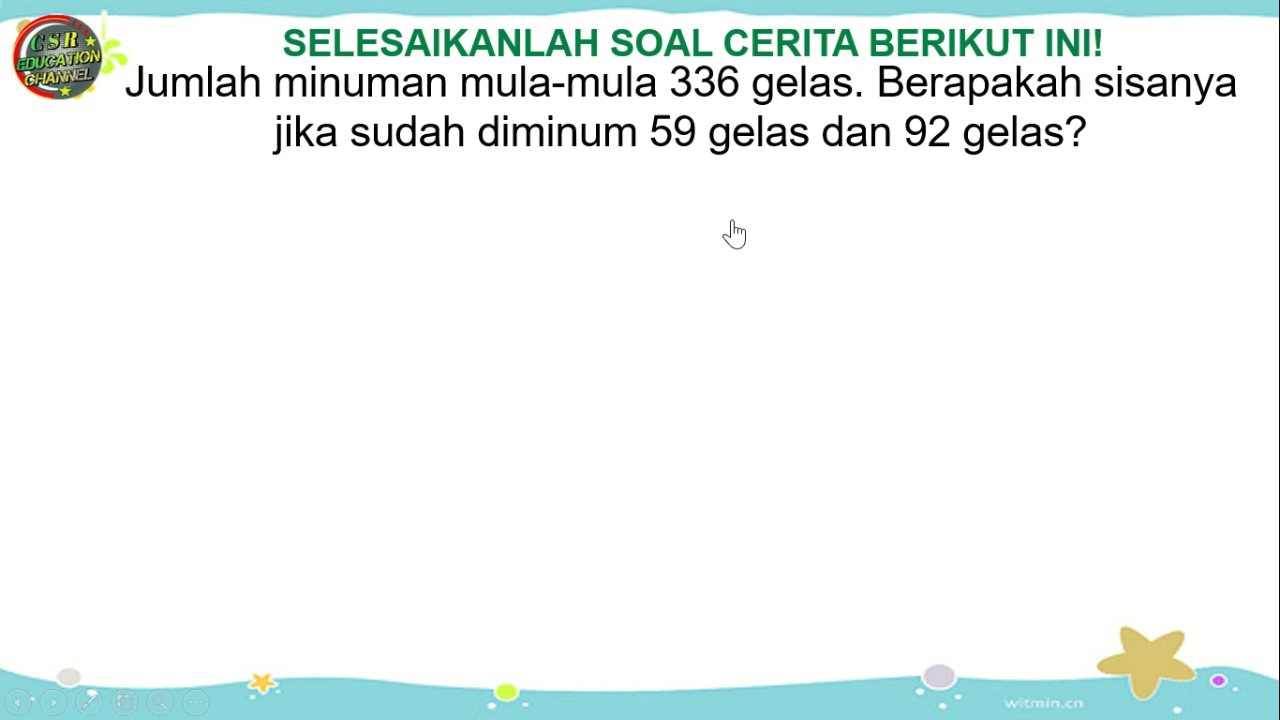 GSR
EDUCATION
CHANNEL
SELESAIKANLAH SOAL CERITA BERIKUT INI!
Jumlah minuman mula-mula 336 gelas. Berapakah sisanya
jika sudah diminum 59 gelas dan 92 gelas?
witmin.cn